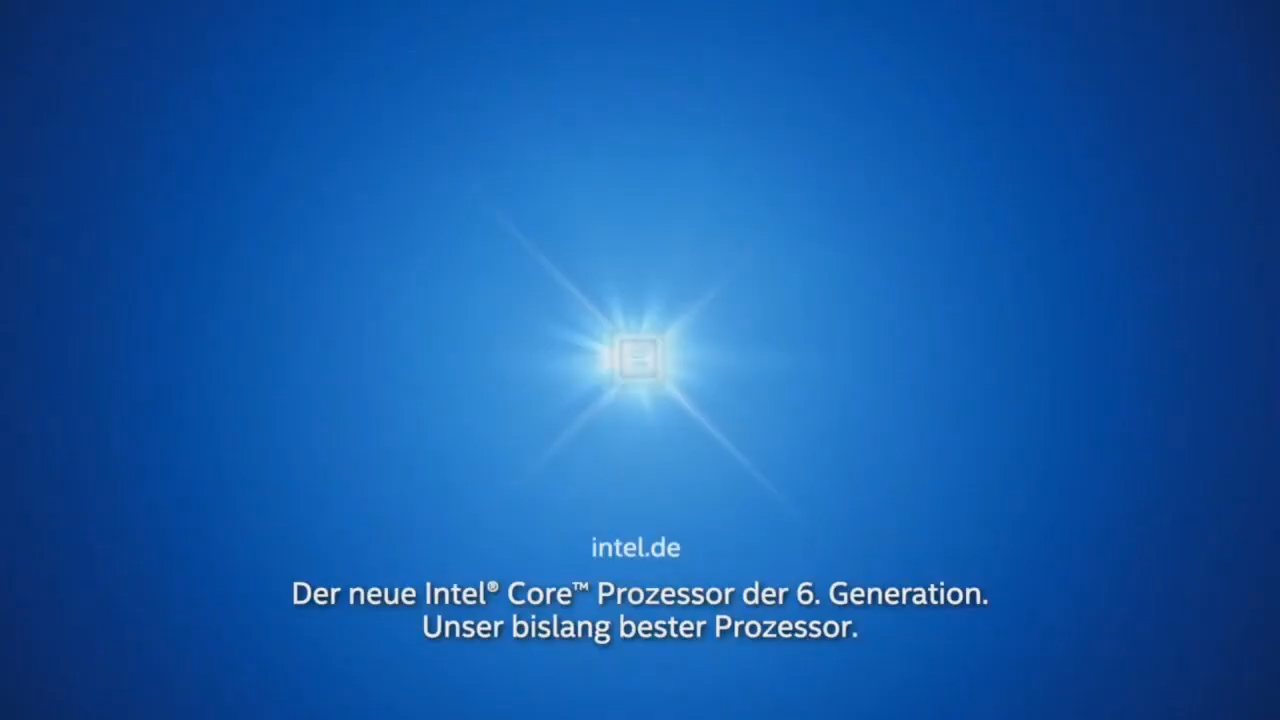 intel.de
Der neue Intel® Core™ Prozessor der 6. Generation.
Unser bislang bester Prozessor.